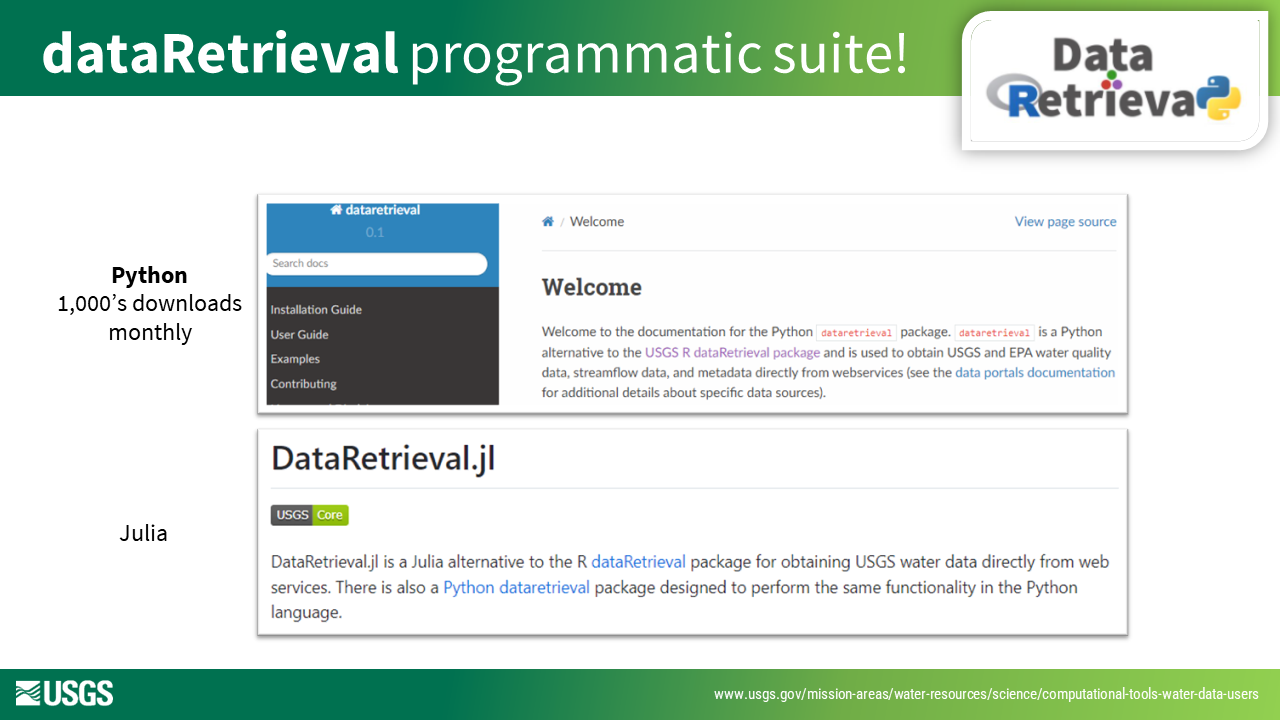 dataRetrieval programmatic suite!
Data
Retrieva
Python
1,000’s downloads
monthly
dataretrieval
0.1
Search docs
Installation Guide
User Guide
Examples
Contributing
/ Welcome
View page source
Welcome
Welcome to the documentation for the Python dataretrieval package. dataretrieval is a Python
alternative to the USGS R dataRetrieval package and is used to obtain USGS and EPA water quality
data, streamflow data, and metadata directly from webservices (see the data portals documentation
for additional details about specific data sources).
Julia
DataRetrieval.jl
USGS Core
DataRetrieval.jl is a Julia alternative to the R dataRetrieval package for obtaining USGS water data directly from web
services. There is also a Python dataretrieval package designed to perform the same functionality in the Python
language.
USGS
www.usgs.gov/mission-areas/water-resources/science/computational-tools-water-data-users